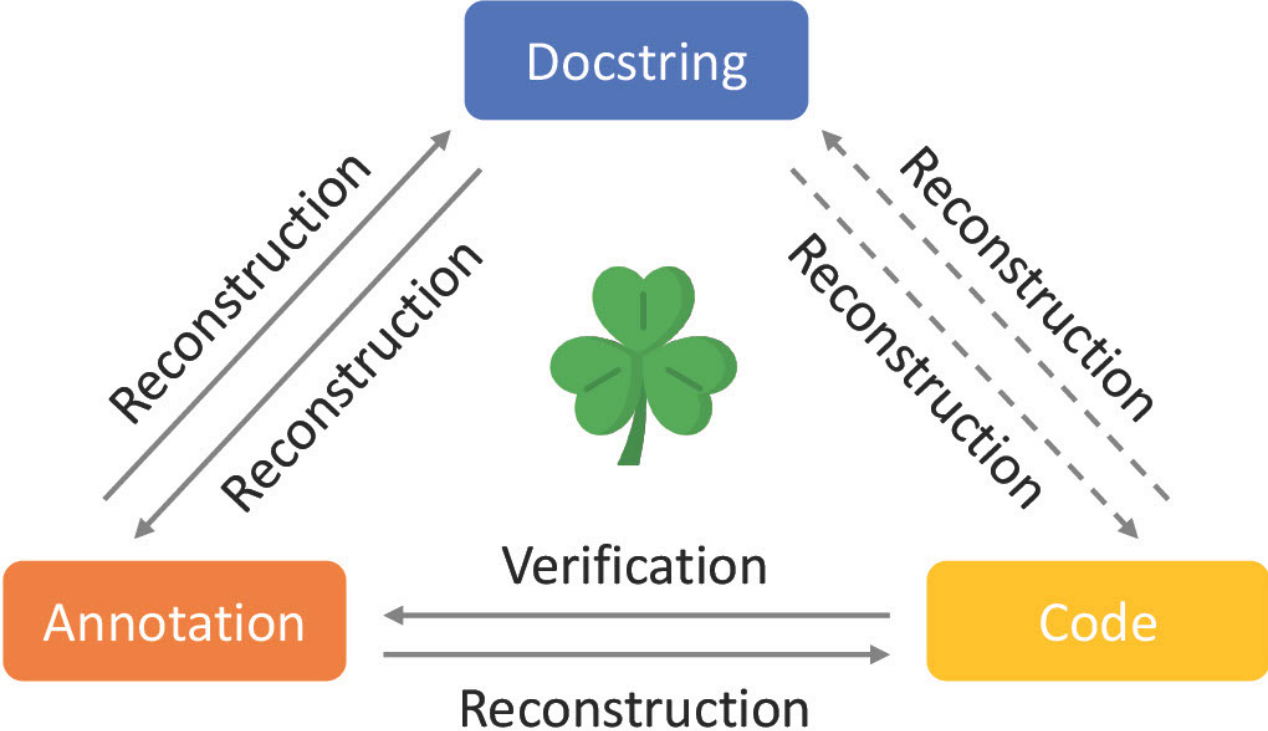 Docstring
Reconstruction
Reconstruction
Reconstruction
Reconstruction
Verification
Annotation
Code
Reconstruction